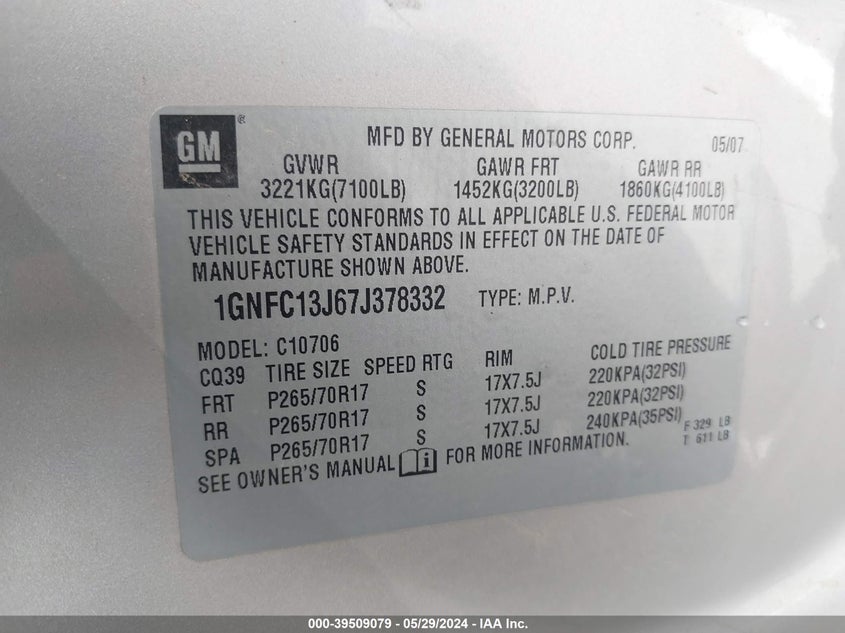 GM ® MFD BY GENERAL MOTORS CORP. 05/07
GVWR GAWR FRT GAWR RR
3221KG(7100LB) 1452KG(3200LB) 1860KG(4100LB)
THIS VEHICLE CONFORMS TO ALL APPLICABLE U.S. FEDERAL MOTOR
VEHICLE SAFETY STANDARDS IN EFFECT ON THE DATE OF
MANUFACTURE SHOWN ABOVE.
1GNFC13J67J378332 TYPE: M.P.V.
MODEL: C10706
CQ39 TIRE SIZE SPEED RTG RIM COLD TIRE PRESSURE
FRT P265/70R17 S 17X7.5J 220KPA(32PSI)
RR P265/70R17 S 17X7.5J 220KPA(32PSI)
SPA P265/70R17 S 17X7.5J 240KPA(35PSI) F 329 LB
SEE OWNER'S MANUAL i FOR MORE INFORMATION. T 611 LB
000-39509079 - 05/29/2024 - IAA Inc.